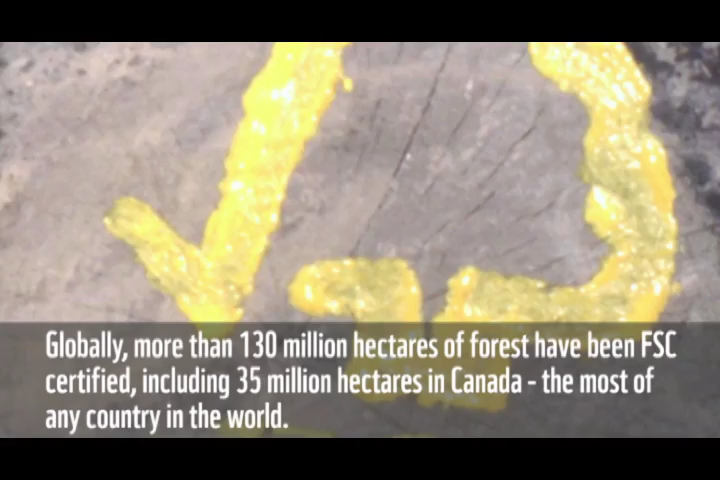 Globally, more than 130 million hectares of forest have been FSC
certified, including 35 million hectares in Canada - the most of
any country in the world.